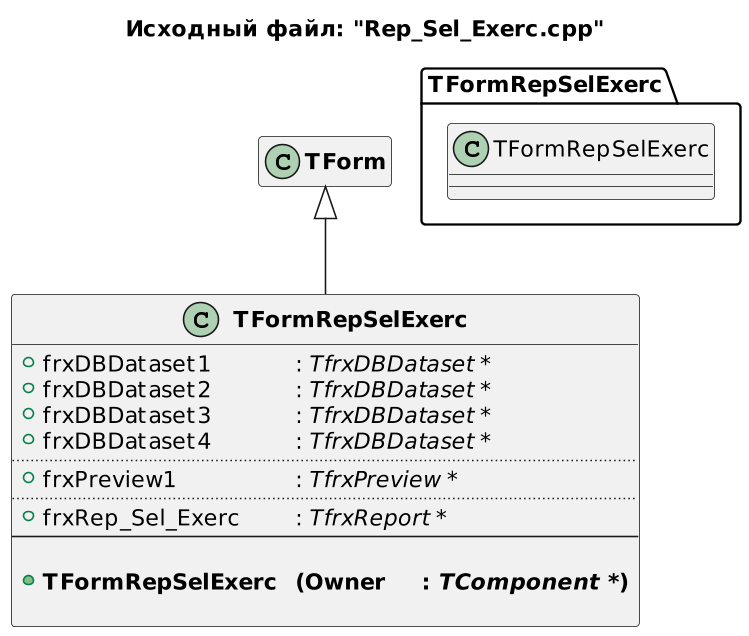 Исходный файл: "Rep_Sel_Exerc.cpp"
TFormRepSelExerc
C TFormRepSelExerc
C TForm
C TFormRepSelExerc
frxDBDataset1 : TfrxDBDataset *
frxDBDataset2 : TfrxDBDataset *
frxDBDataset3 : TfrxDBDataset *
frxDBDataset4 : TfrxDBDataset *
frxPreview1 : TfrxPreview *
frxRep_Sel_Exerc : TfrxReport *
TFormRepSelExerc (Owner : TComponent *)